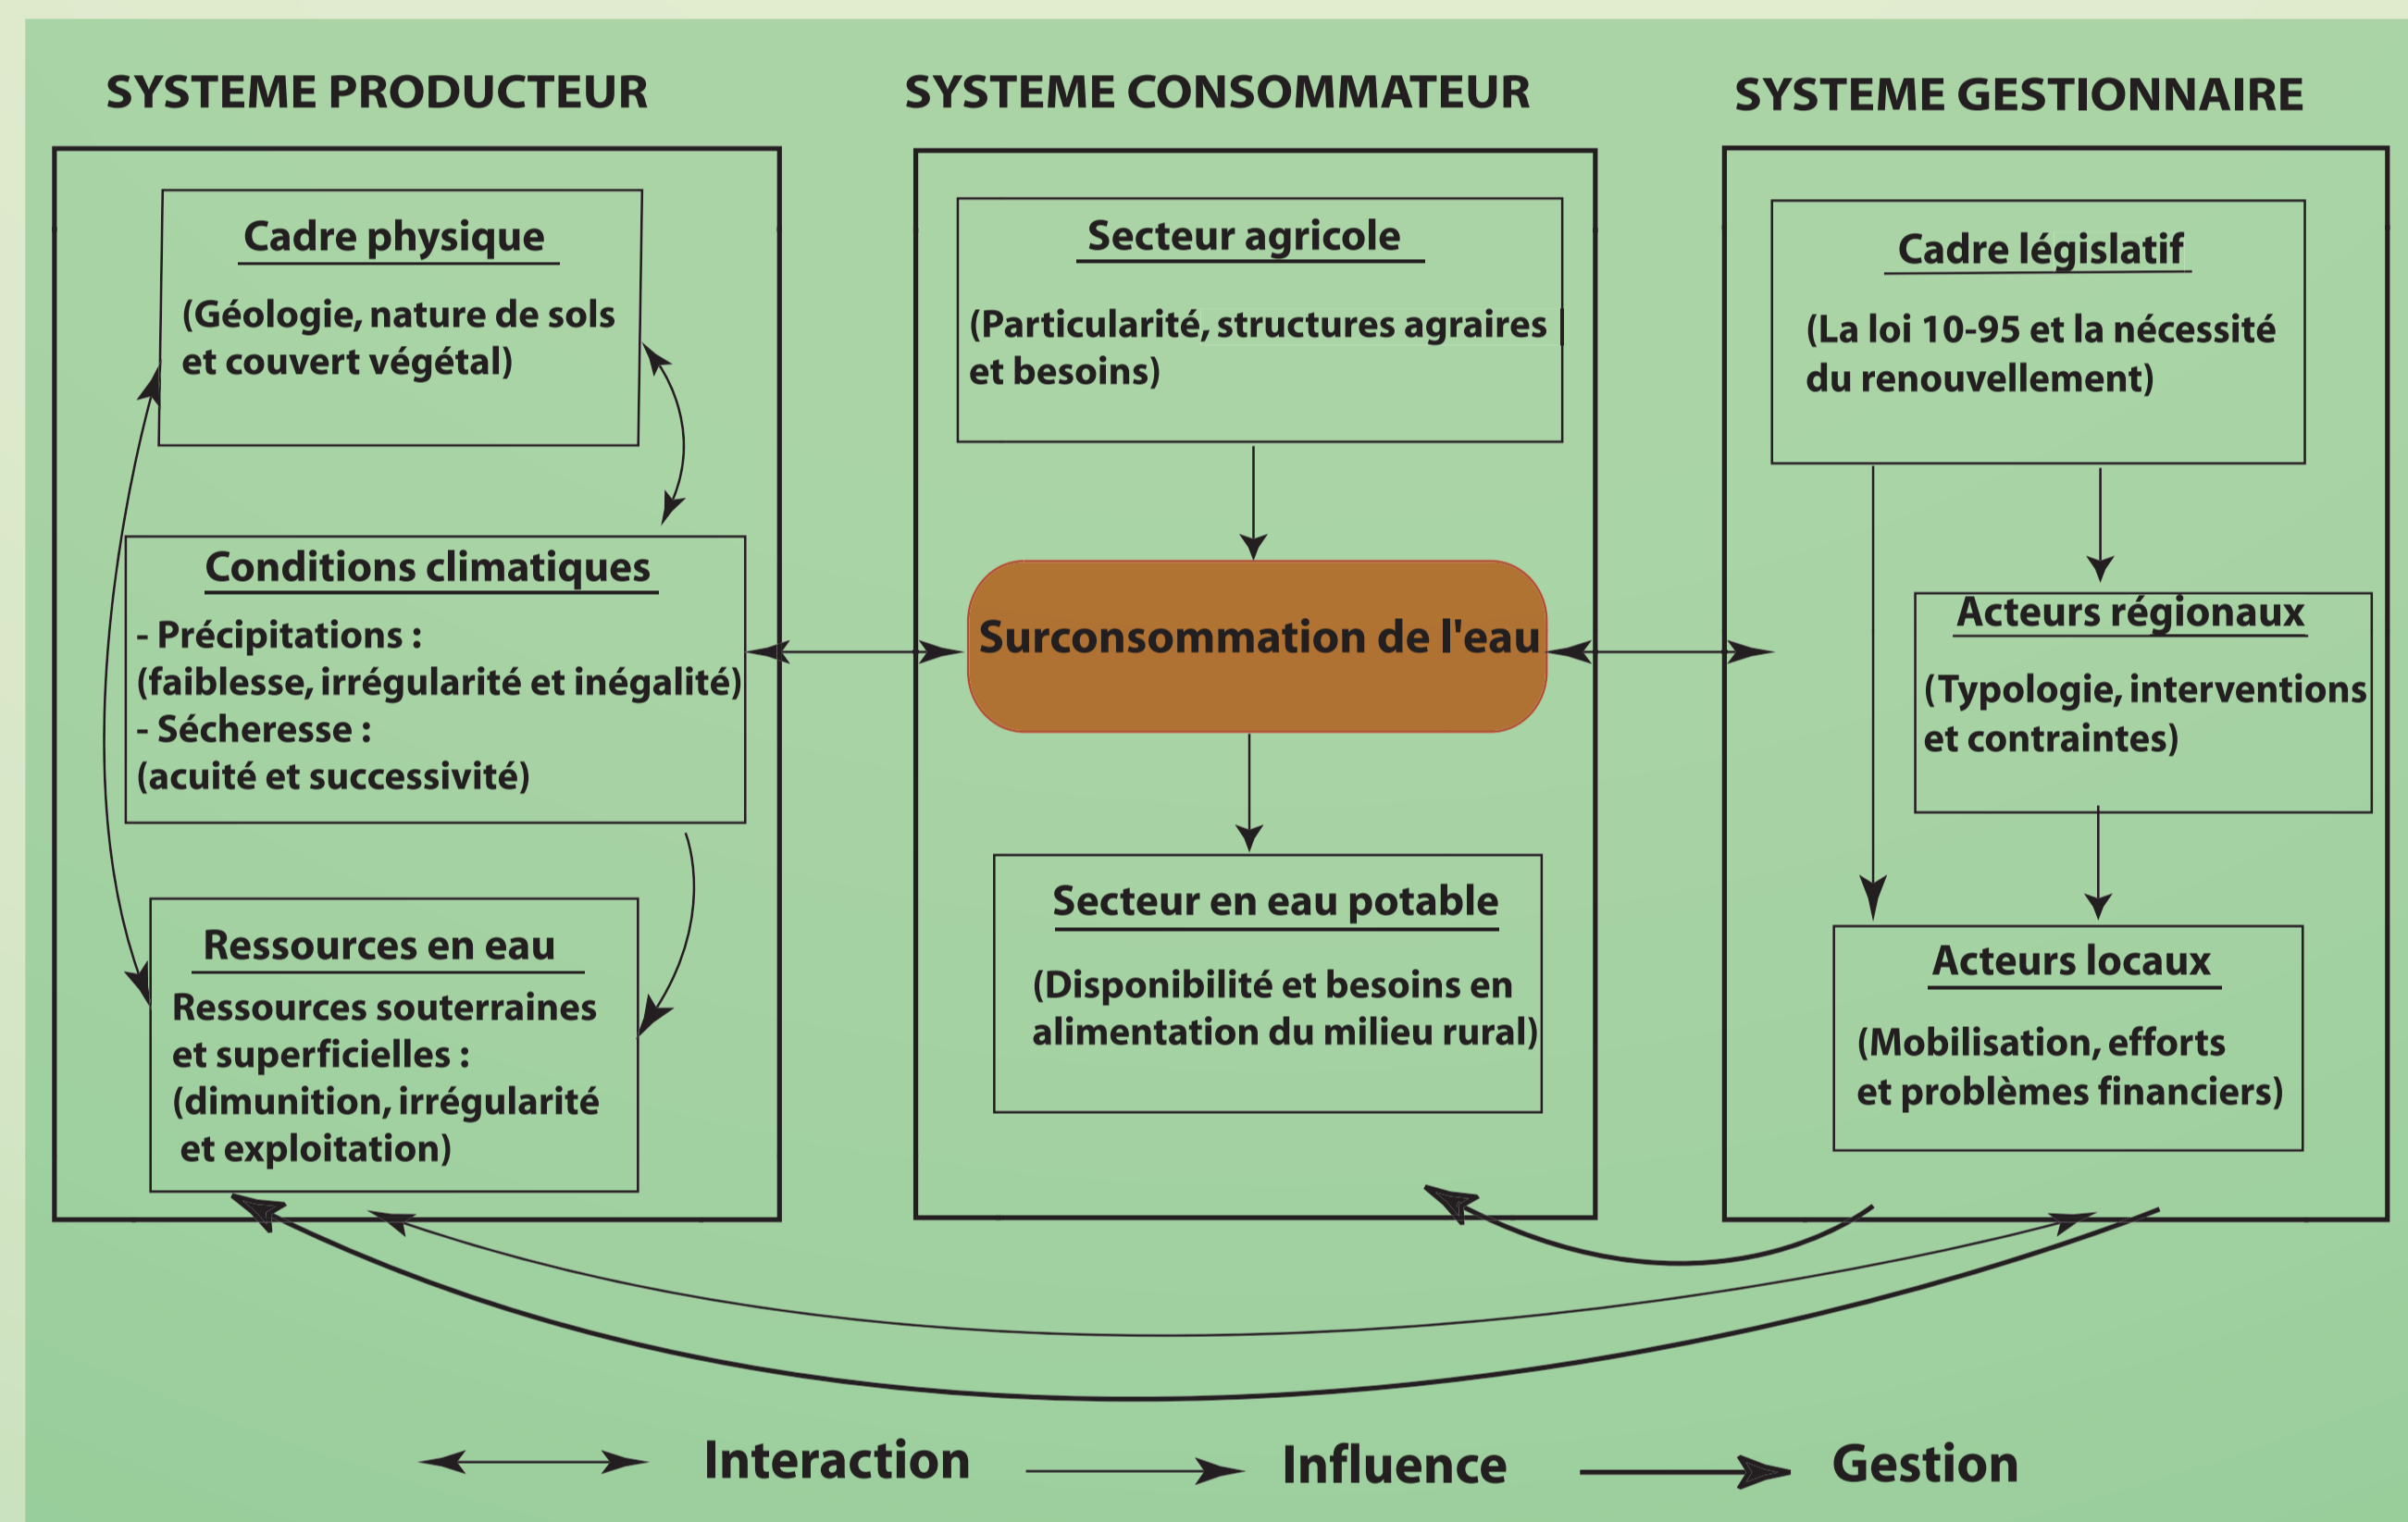 SYSTEME PRODUCTEUR
Cadre physique
(Géologie, nature de sols
et couvert végétal)
Conditions climatiques
- Précipitations :
(faiblesse, irrégularité et inégalité)
- Sécheresse :
(acuité et successivité)
Ressources en eau
Ressources souterraines
et superficielles :
(dimunition, irrégularité
et exploitation)
SYSTEME CONSOMMATEUR
Secteur agricole
(Particularité, structures agraires
et besoins)
Surconsommation de l'eau
Secteur en eau potable
(Disponibilité et besoins en
alimentation du milieu rural)
SYSTEME GESTIONNAIRE
Cadre législatif
(La loi 10-95 et la nécessité
du renouvellement)
Acteurs régionaux
(Typologie, interventions
et contraintes)
Acteurs locaux
(Mobilisation, efforts
et problèmes financiers)
Interaction
Influence
Gestion